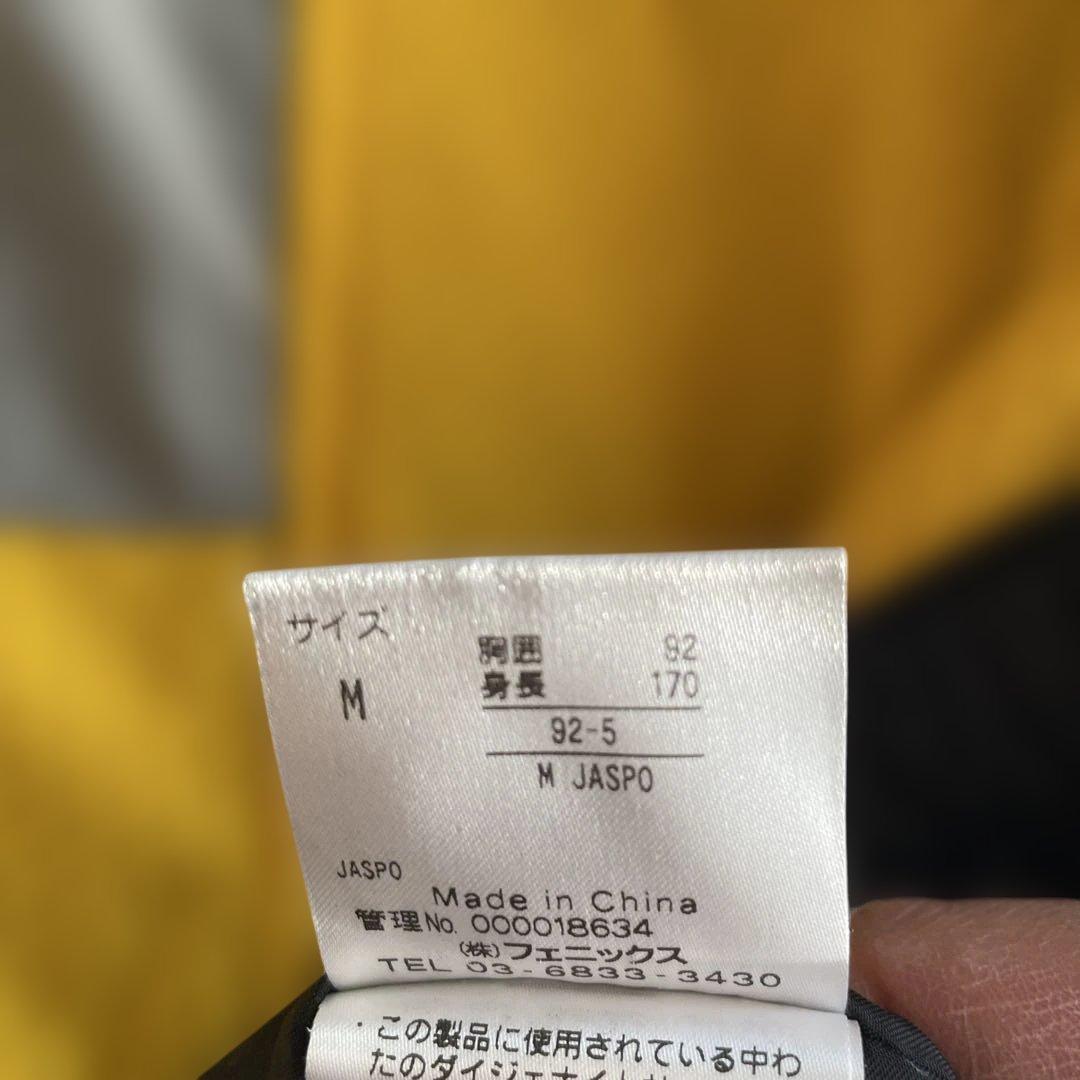 サイズ
M
胸囲 92
身長 170
92-5
M JASPO
JASPO
Made in China
管理No. 000018634
(株)フェニックス
TEL 03-6833-3430
・この製品に使用されている中わ
たのダイジェ